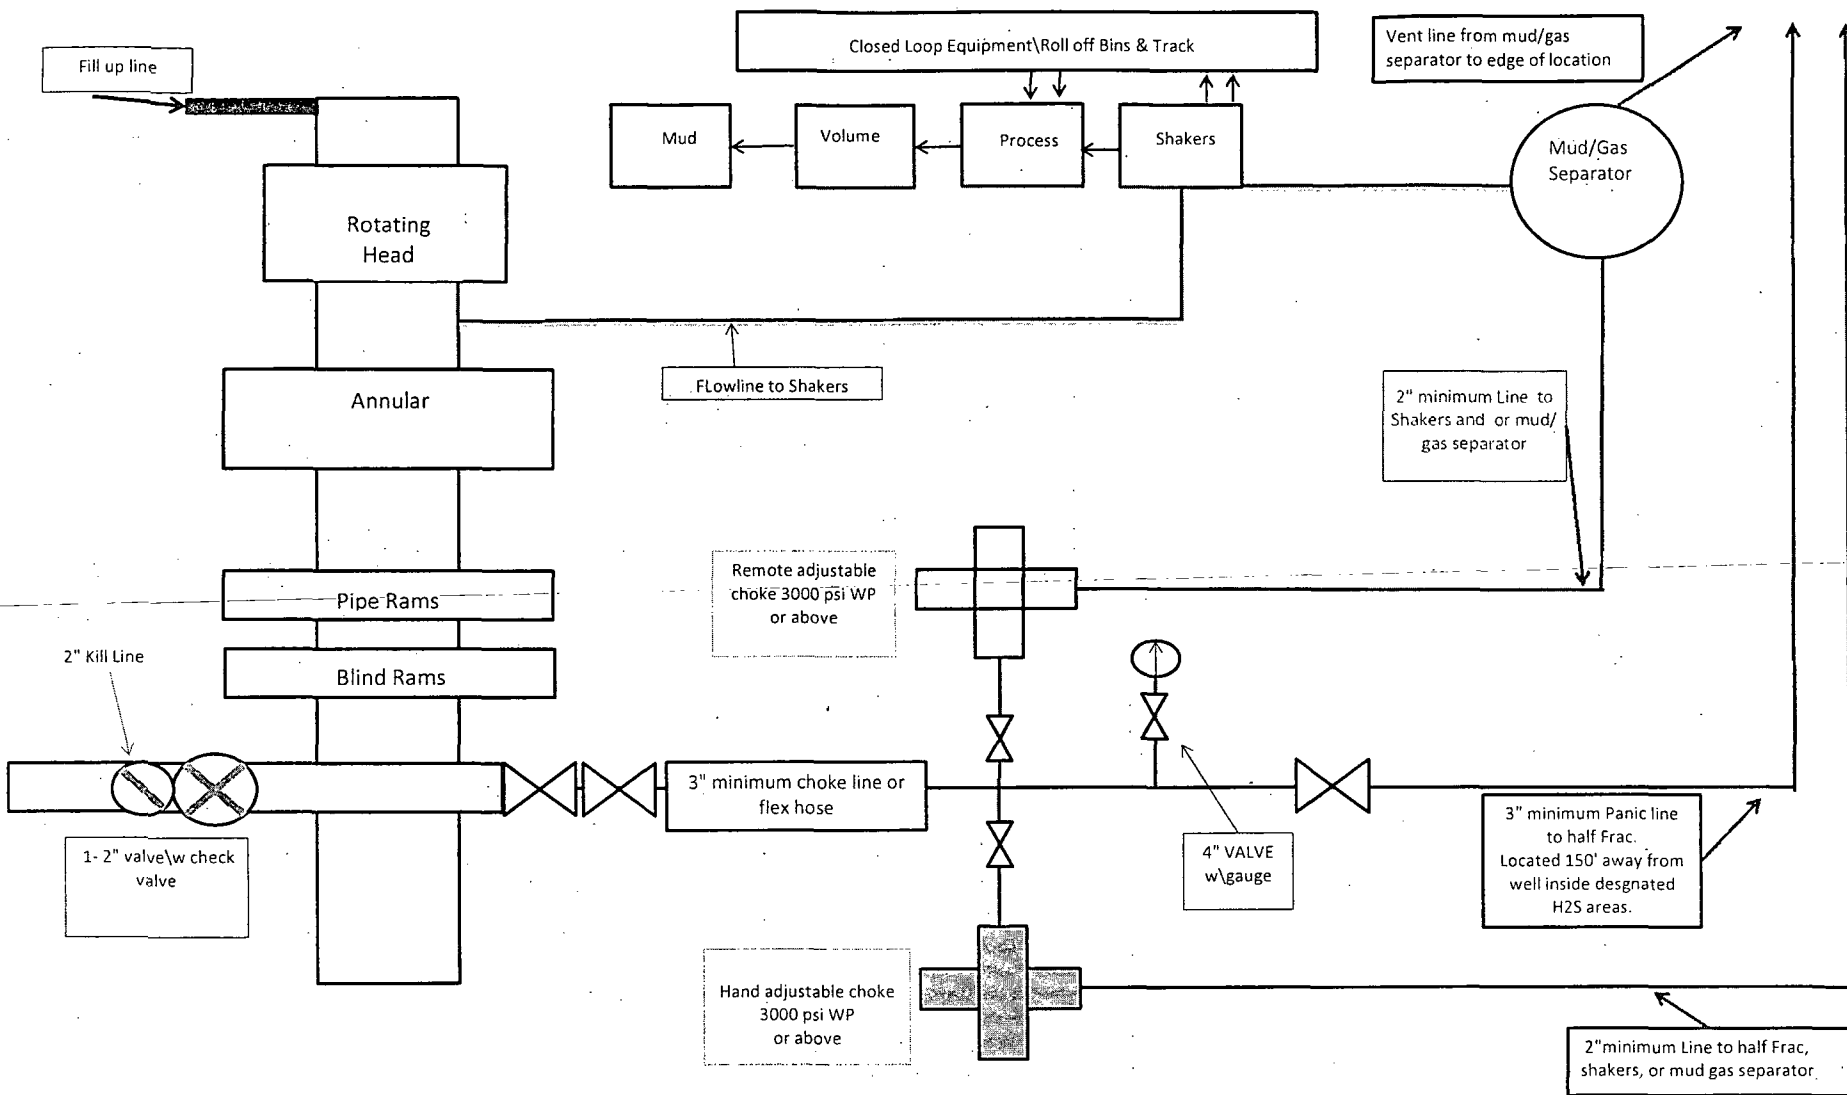 Closed Loop Equipment\Roll off Bins & Track
Vent line from mud/gas
separator to edge of location
Fill up line
Mud
Volume
Process
Shakers
Mud/Gas
Separator
Rotating
Head
FLowline to Shakers
Annular
2" minimum Line to
Shakers and or mud/
gas separator
Remote adjustable
choke 3000 psi WP
or above
Pipe Rams
2" Kill Line
Blind Rams
3" minimum choke line or
flex hose
1- 2" valve\w check
valve
4" VALVE
w\gauge
3" minimum Panic line
to half Frac.
Located 150' away from
well inside desgnated
H2S areas.
Hand adjustable choke
3000 psi WP
or above
2"minimum Line to half Frac,
shakers, or mud gas separator